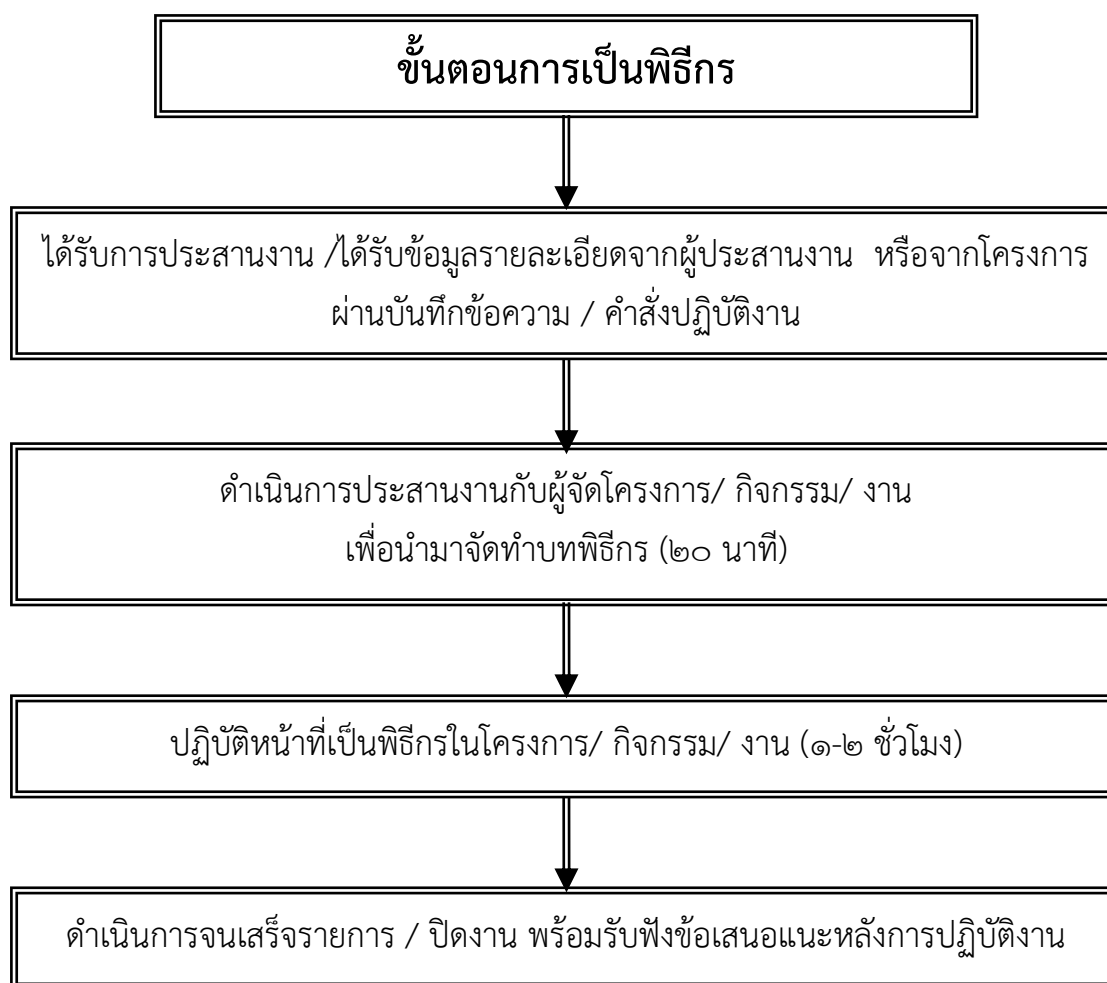 ขั้นตอนการเป็นพิธีกร
ได้รับการประสานงาน /ได้รับข้อมูลรายละเอียดจากผู้ประสานงาน หรือจากโครงการ
ผ่านบันทึกข้อความ / คำสั่งปฏิบัติงาน
ดำเนินการประสานงานกับผู้จัดโครงการ/ กิจกรรม/ งาน
เพื่อนำมาจัดทำบทพิธีกร (๒๐ นาที)
ปฏิบัติหน้าที่เป็นพิธีกรในโครงการ/ กิจกรรม/ งาน (๑-๒ ชั่วโมง)
ดำเนินการจนเสร็จรายการ / ปิดงาน พร้อมรับฟังข้อเสนอแนะหลังการปฏิบัติงาน